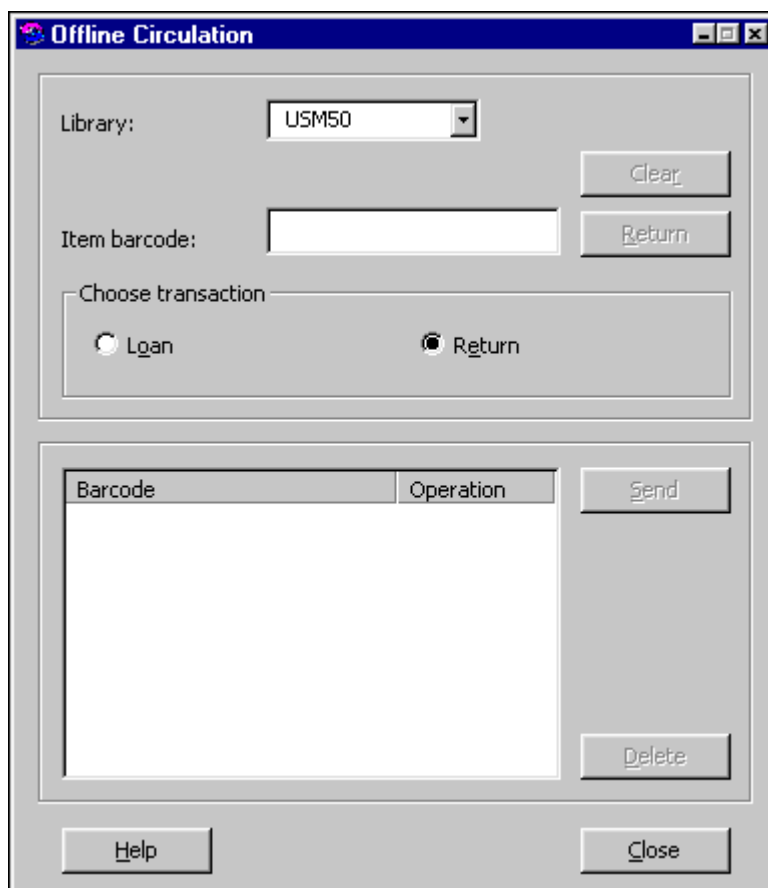 Offline Circulation
Library: USM50
Clear
Item barcode: Return
Choose transaction
Loan Return
Barcode Operation Send
Delete
Help Close